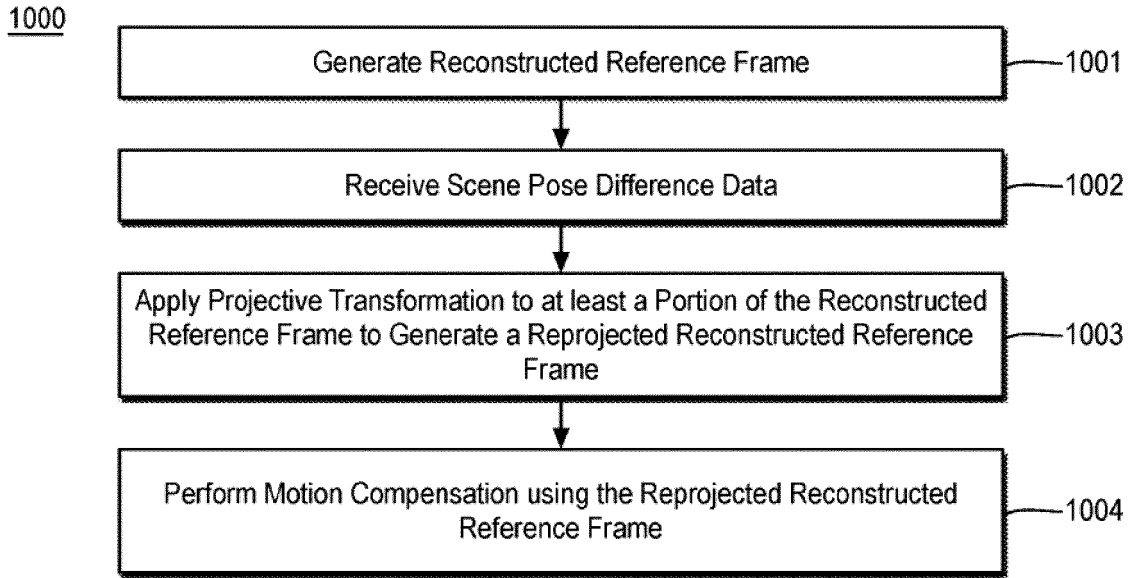 1000
Generate Reconstructed Reference Frame
1001
Receive Scene Pose Difference Data
1002
Apply Projective Transformation to at least a Portion of the Reconstructed
Reference Frame to Generate a Reprojected Reconstructed Reference
Frame
1003
Perform Motion Compensation using the Reprojected Reconstructed
Reference Frame
1004